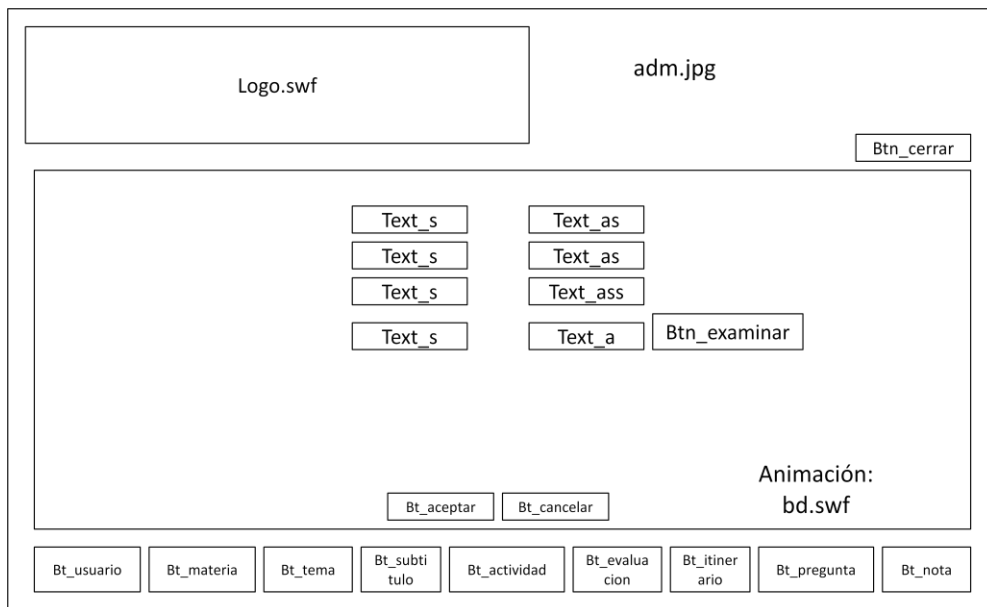 Logo.swf
adm.jpg
Btn_cerrar
Text_s
Text_as
Text_s
Text_as
Text_s
Text_ass
Text_s
Text_a
Btn_examinar
Animación:
bd.swf
Bt_aceptar
Bt_cancelar
Bt_usuario
Bt_materia
Bt_tema
Bt_subti
tulo
Bt_actividad
Bt_evalua
cion
Bt_itiner
ario
Bt_pregunta
Bt_nota